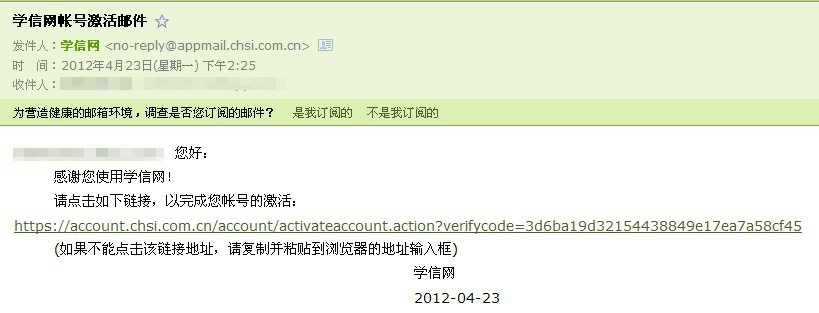 学信网帐号激活邮件
发件人：学信网 <no-reply@appmail.chsi.com.cn>
时　间：2012年4月23日(星期一) 下午2:25
收件人：
为营造健康的邮箱环境，调查是否您订阅的邮件？ 是我订阅的 不是我订阅的
您好：
感谢您使用学信网！
请点击如下链接，以完成您帐号的激活：
https://account.chsi.com.cn/account/activateaccount.action?verifycode=3d6ba19d32154438849e17ea7a58cf45
(如果不能点击该链接地址，请复制并粘贴到浏览器的地址输入框)
学信网
2012-04-23